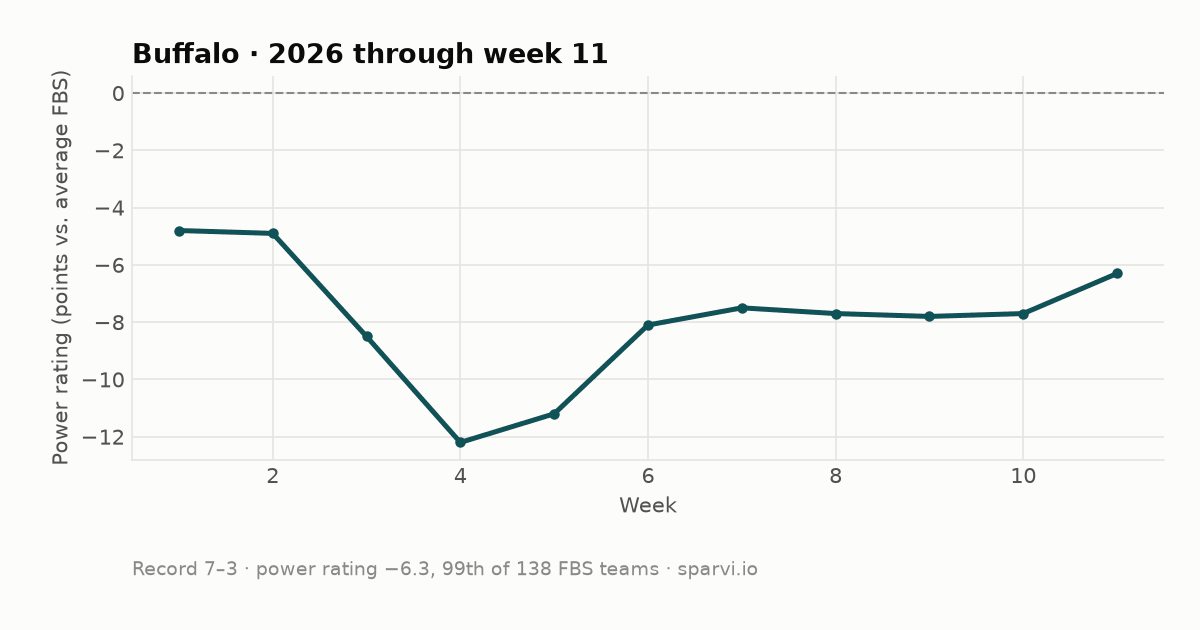 Buffalo · 2026 through week 11
Power rating (points vs. average FBS)
0
−2
−4
−6
−8
−10
−12
2 4 6 8 10
Week
Record 7–3 · power rating −6.3, 99th of 138 FBS teams · sparvi.io